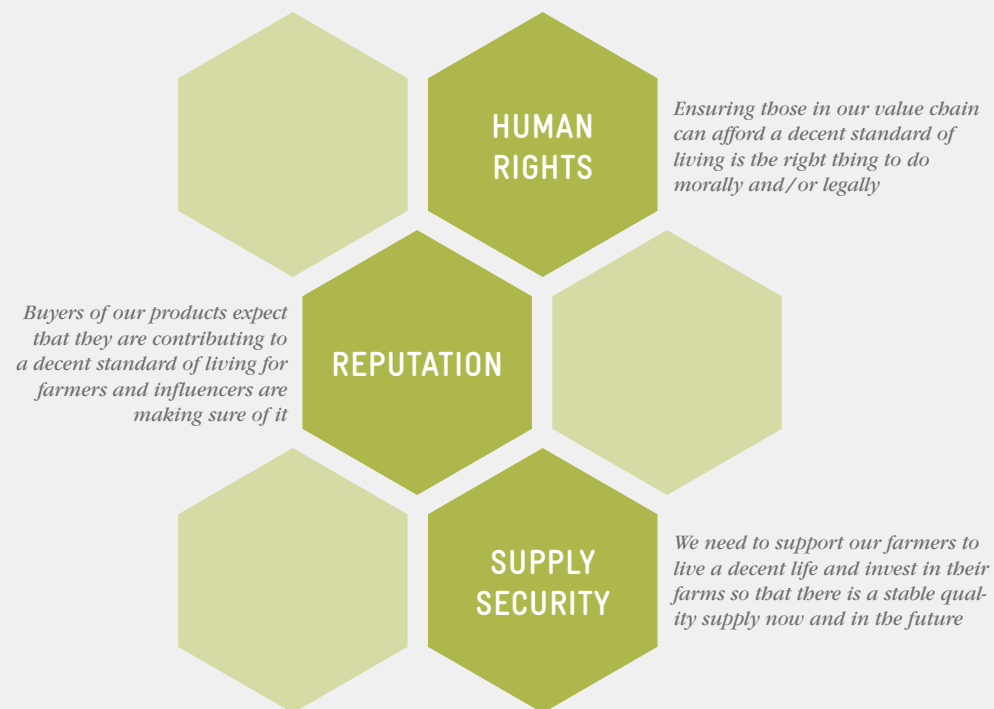 HUMAN
RIGHTS
Ensuring those in our value chain
can afford a decent standard of
living is the right thing to do
morally and/or legally
Buyers of our products expect
that they are contributing to
a decent standard of living for
farmers and influencers are
making sure of it
REPUTATION
SUPPLY
SECURITY
We need to support our farmers to
live a decent life and invest in their
farms so that there is a stable qual-
ity supply now and in the future